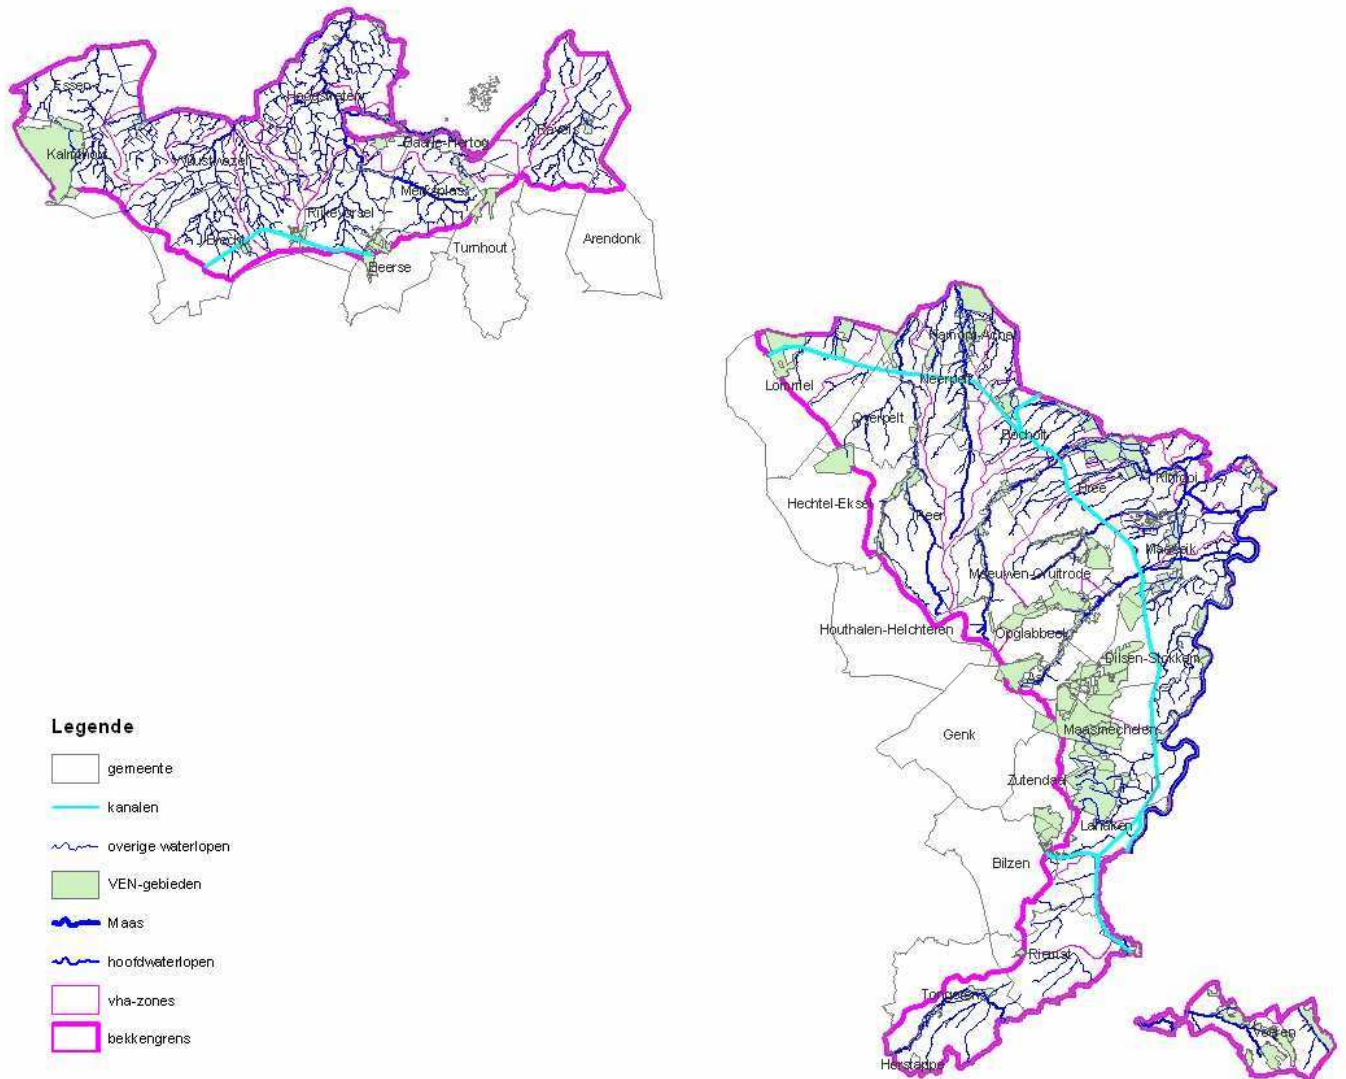 Essen
Hoogstraten
Ravels
Baarle-Hertog
Kalmthout
Wuustwezel
Merksplas
Rijkevorsel
Brecht
Turnhout
Arendonk
Beerse
Hamont-Achel
Lommel
Neerpelt
Overpelt
Bocholt
Kinrooi
Bree
Hechtel-Eksel
Peer
Maaseik
Meeuwen-Gruitrode
Houthalen-Helchteren
Opglabbeek
Dilsen-Stokkem
As
Maasmechelen
Genk
Zutendaal
Lanaken
Bilzen
Riemst
Tongeren
Voeren
Herstappe
Legende
gemeente
kanalen
overige waterlopen
VEN-gebieden
Maas
hoofdwaterlopen
vha-zones
bekkengrens